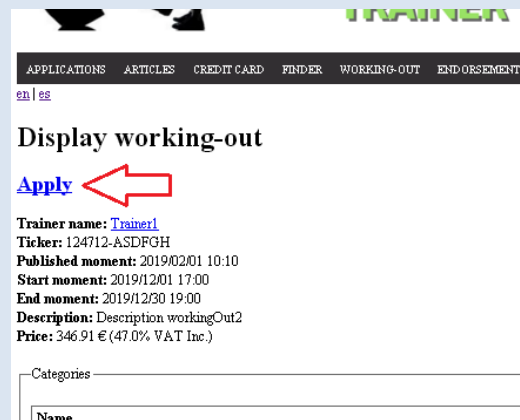 TRAINER
APPLICATIONS ARTICLES CREDIT CARD FINDER WORKING-OUT ENDORSEMENT
en | es
Display working-out
Apply
Trainer name: Trainer1
Ticker: 124712-ASDFGH
Published moment: 2019/02/01 10:10
Start moment: 2019/12/01 17:00
End moment: 2019/12/30 19:00
Description: Description workingOut2
Price: 346.91 € (47.0% VAT Inc.)
Categories
Name